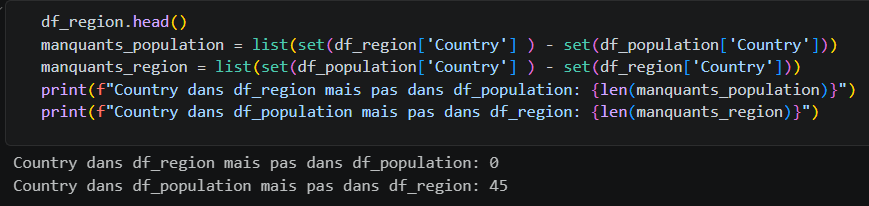 df_region.head()
manquants_population = list(set(df_region['Country'] ) - set(df_population['Country']))
manquants_region = list(set(df_population['Country'] ) - set(df_region['Country']))
print(f"Country dans df_region mais pas dans df_population: {len(manquants_population)}")
print(f"Country dans df_population mais pas dans df_region: {len(manquants_region)}")
Country dans df_region mais pas dans df_population: 0
Country dans df_population mais pas dans df_region: 45